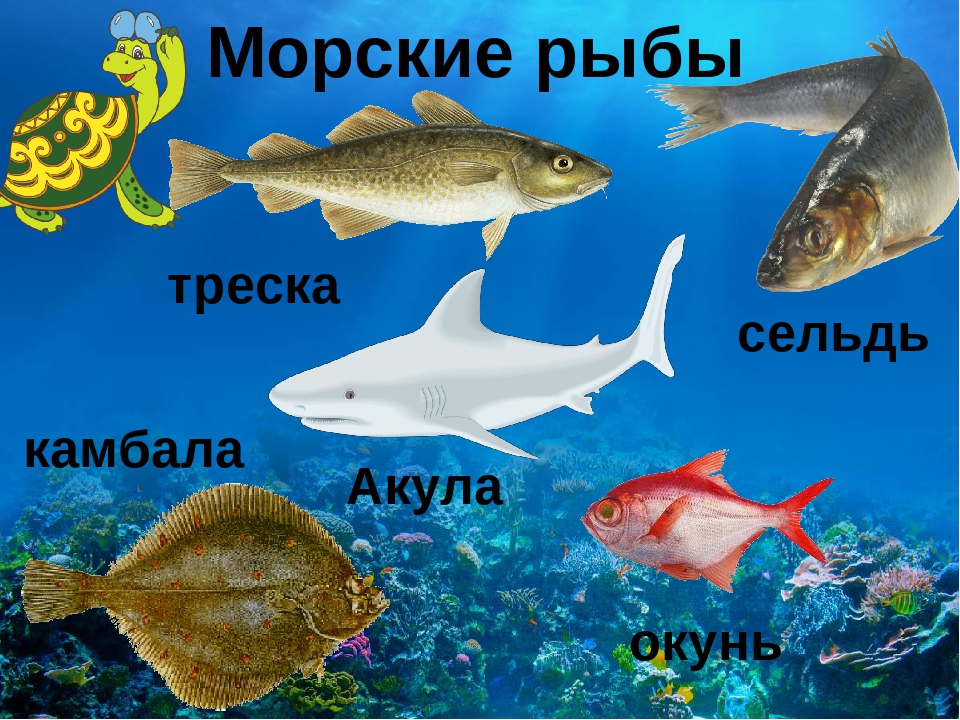 Морские рыбы
треска
сельдь
камбала
Акула
окунь